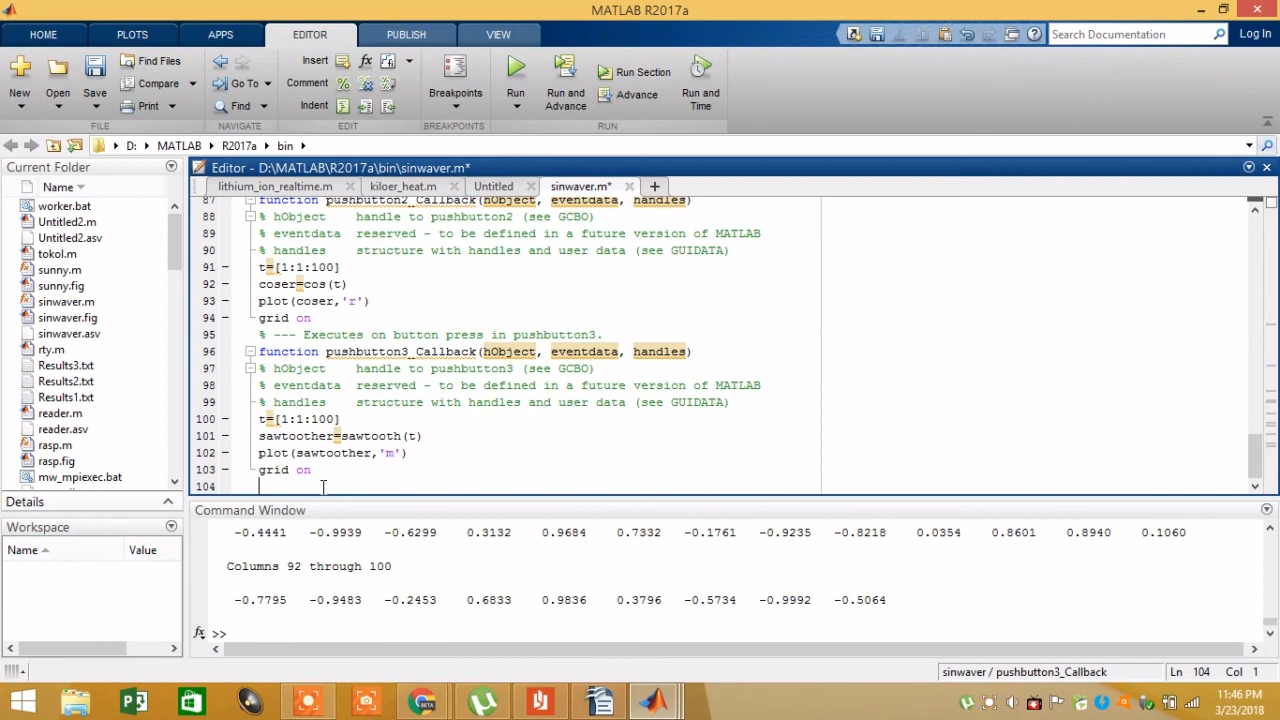 MATLAB R2017a
HOME PLOTS APPS EDITOR PUBLISH VIEW Search Documentation Log In
New Open Save Find Files Compare Print
Go To Find
Insert Comment Indent
Breakpoints
Run Run and Advance Run Section Advance Run and Time
FILE NAVIGATE EDIT BREAKPOINTS RUN
D: MATLAB R2017a bin
Current Folder
Name
worker.bat
Untitled2.m
Untitled2.asv
tokol.m
sunny.m
sunny.fig
sinwaver.m
sinwaver.fig
sinwaver.asv
rty.m
Results3.txt
Results2.txt
Results1.txt
reader.m
reader.asv
rasp.m
rasp.fig
mw_mpiexec.bat
Details
Workspace
Name Value
Editor - D:\MATLAB\R2017a\bin\sinwaver.m*
lithium_ion_realtime.m kiloer_heat.m Untitled sinwaver.m*
87 function pushbutton2_Callback(hObject, eventdata, handles)
88 % hObject    handle to pushbutton2 (see GCBO)
89 % eventdata  reserved - to be defined in a future version of MATLAB
90 % handles    structure with handles and user data (see GUIDATA)
91 t=[1:1:100]
92 coser=cos(t)
93 plot(coser,'r')
94 grid on
95 % --- Executes on button press in pushbutton3.
96 function pushbutton3_Callback(hObject, eventdata, handles)
97 % hObject    handle to pushbutton3 (see GCBO)
98 % eventdata  reserved - to be defined in a future version of MATLAB
99 % handles    structure with handles and user data (see GUIDATA)
100 t=[1:1:100]
101 sawtoother=sawtooth(t)
102 plot(sawtoother,'m')
103 grid on
104
Command Window
-0.4441 -0.9939 -0.6299 0.3132 0.9684 0.7332 -0.1761 -0.9235 -0.8218 0.0354 0.8601 0.8940 0.1060
Columns 92 through 100
-0.7795 -0.9483 -0.2453 0.6833 0.9836 0.3796 -0.5734 -0.9992 -0.5064
fx >>
sinwaver / pushbutton3_Callback Ln 104 Col 1
BETA
11:46 PM
3/23/2018